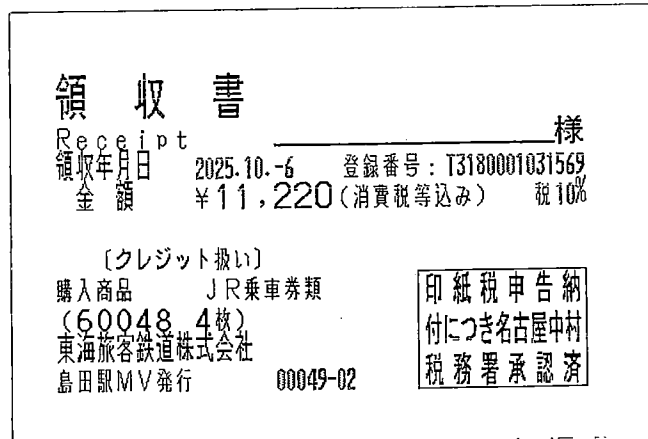 領収書
Receipt
様
領収年月日 2025.10.-6 登録番号:T3180001031569
金額 ¥11,220(消費税等込み) 税10%
〔クレジット扱い〕
購入商品 JR乗車券類
(60048 4枚)
東海旅客鉄道株式会社
島田駅MV発行 00049-02
印紙税申告納
付につき名古屋中村
税務署承認済